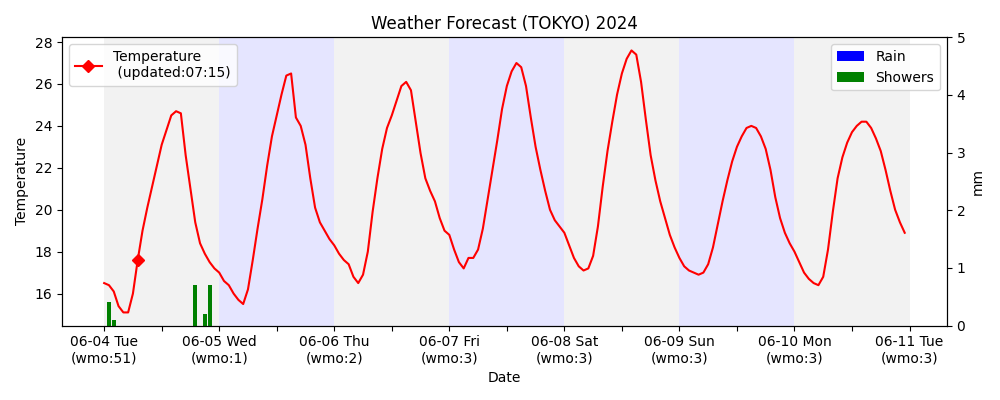 Weather Forecast (TOKYO) 2024
Temperature
(updated:07:15)
Rain
Showers
28
26
24
22
20
18
16
Temperature
5
4
3
2
1
0
mm
06-04 Tue
(wmo:51)
06-05 Wed
(wmo:1)
06-06 Thu
(wmo:2)
06-07 Fri
(wmo:3)
06-08 Sat
(wmo:3)
06-09 Sun
(wmo:3)
06-10 Mon
(wmo:3)
06-11 Tue
(wmo:3)
Date